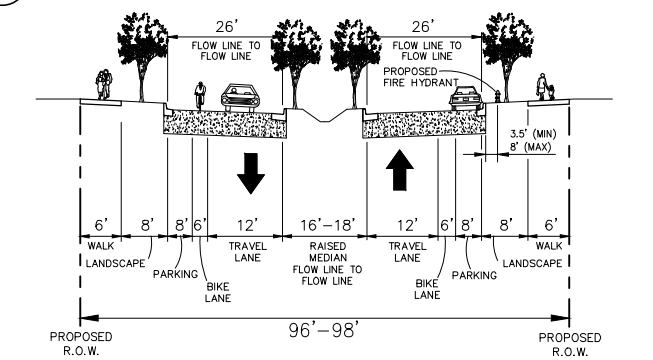 26'
FLOW LINE TO
FLOW LINE
26'
FLOW LINE TO
FLOW LINE
PROPOSED
FIRE HYDRANT
3.5' (MIN)
8' (MAX)
6'
8'
8'
6'
12'
16'-18'
12'
6'
8'
8'
6'
WALK
LANDSCAPE
PARKING
BIKE
LANE
TRAVEL
LANE
RAISED
MEDIAN
FLOW LINE TO
FLOW LINE
TRAVEL
LANE
BIKE
LANE
PARKING
LANDSCAPE
WALK
96'-98'
PROPOSED
R.O.W.
PROPOSED
R.O.W.